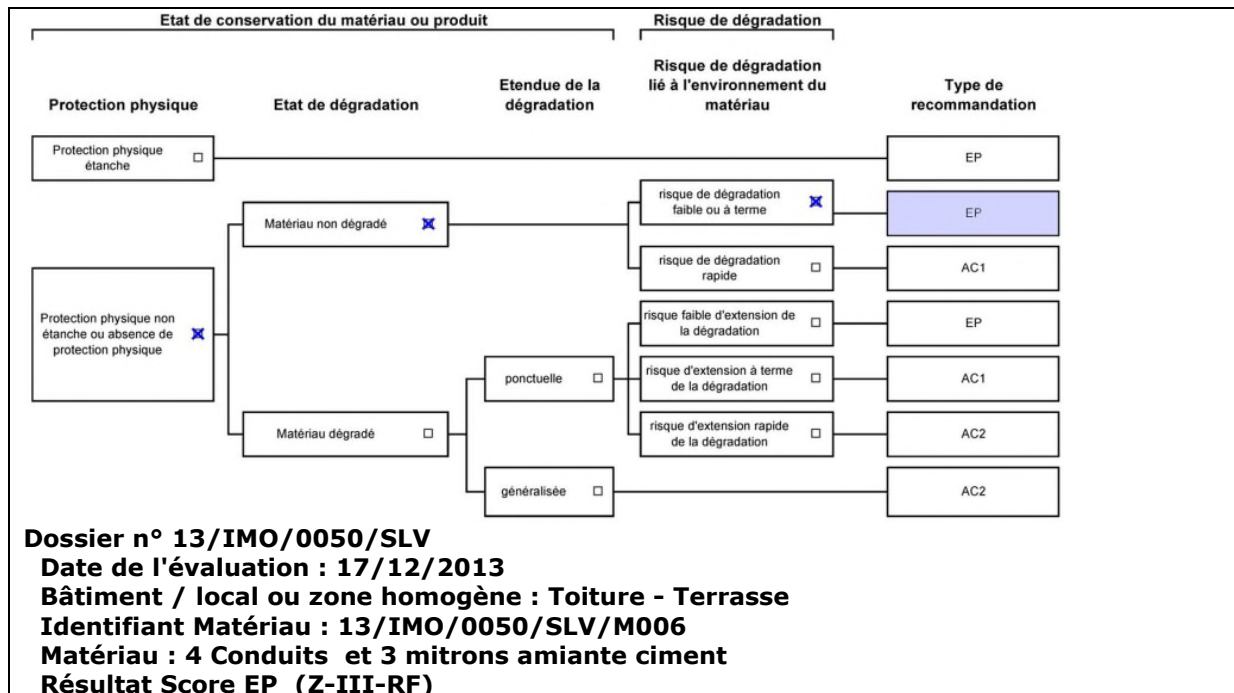 Etat de conservation du matériau ou produit
Risque de dégradation
Protection physique
Etat de dégradation
Etendue de la
dégradation
Risque de dégradation
lié à l'environnement du
matériau
Type de
recommandation
Protection physique
étanche
EP
risque de dégradation
faible ou à terme
EP
Matériau non dégradé
risque de dégradation
rapide
AC1
Protection physique non
étanche ou absence de
protection physique
risque faible d'extension de
la dégradation
EP
ponctuelle
risque d'extension à terme
de la dégradation
AC1
Matériau dégradé
risque d'extension rapide
de la dégradation
AC2
généralisée
AC2
Dossier n° 13/IMO/0050/SLV
Date de l'évaluation : 17/12/2013
Bâtiment / local ou zone homogène : Toiture - Terrasse
Identifiant Matériau : 13/IMO/0050/SLV/M006
Matériau : 4 Conduits et 3 mitrons amiante ciment
Résultat Score EP (Z-III-RF)